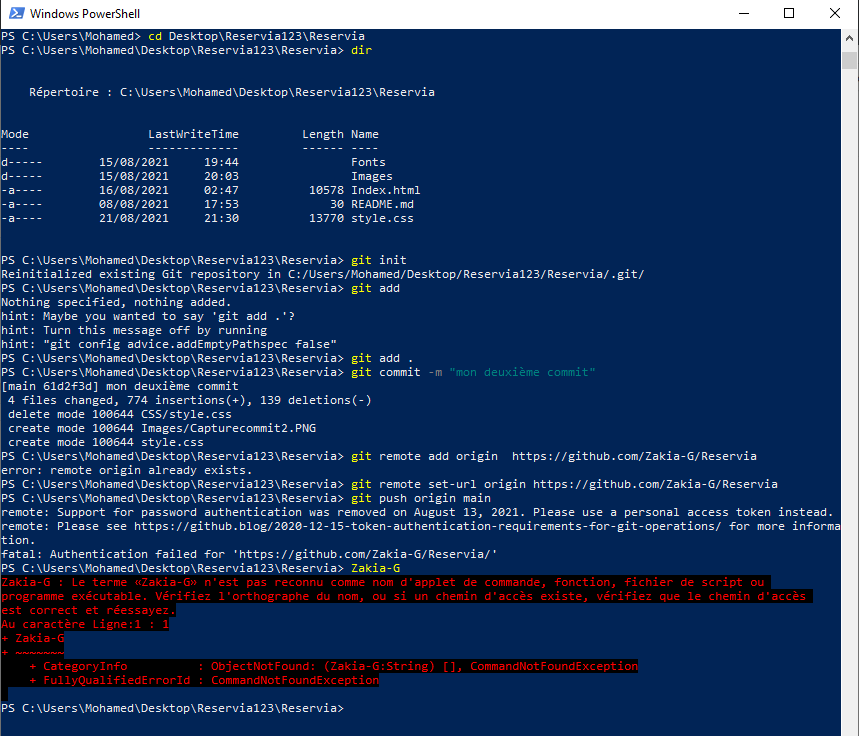 Windows PowerShell
PS C:\Users\Mohamed> cd Desktop\Reservia123\Reservia
PS C:\Users\Mohamed\Desktop\Reservia123\Reservia> dir
Répertoire : C:\Users\Mohamed\Desktop\Reservia123\Reservia
Mode LastWriteTime Length Name
---- ------------- ------ ----
d----- 15/08/2021 19:44 Fonts
d----- 15/08/2021 20:03 Images
-a---- 16/08/2021 02:47 10578 Index.html
-a---- 08/08/2021 17:53 30 README.md
-a---- 21/08/2021 21:30 13770 style.css
PS C:\Users\Mohamed\Desktop\Reservia123\Reservia> git init
Reinitialized existing Git repository in C:/Users/Mohamed/Desktop/Reservia123/Reservia/.git/
PS C:\Users\Mohamed\Desktop\Reservia123\Reservia> git add
Nothing specified, nothing added.
hint: Maybe you wanted to say 'git add .'?
hint: Turn this message off by running
hint: "git config advice.addEmptyPathspec false"
PS C:\Users\Mohamed\Desktop\Reservia123\Reservia> git add .
PS C:\Users\Mohamed\Desktop\Reservia123\Reservia> git commit -m "mon deuxième commit"
[main 61d2f3d] mon deuxième commit
4 files changed, 774 insertions(+), 139 deletions(-)
delete mode 100644 CSS/style.css
create mode 100644 Images/Capturecommit2.PNG
create mode 100644 style.css
PS C:\Users\Mohamed\Desktop\Reservia123\Reservia> git remote add origin  https://github.com/Zakia-G/Reservia
error: remote origin already exists.
PS C:\Users\Mohamed\Desktop\Reservia123\Reservia> git remote set-url origin https://github.com/Zakia-G/Reservia
PS C:\Users\Mohamed\Desktop\Reservia123\Reservia> git push origin main
remote: Support for password authentication was removed on August 13, 2021. Please use a personal access token instead.
remote: Please see https://github.blog/2020-12-15-token-authentication-requirements-for-git-operations/ for more informa
tion.
fatal: Authentication failed for 'https://github.com/Zakia-G/Reservia/'
PS C:\Users\Mohamed\Desktop\Reservia123\Reservia> Zakia-G
Zakia-G : Le terme «Zakia-G» n'est pas reconnu comme nom d'applet de commande, fonction, fichier de script ou
programme exécutable. Vérifiez l'orthographe du nom, ou si un chemin d'accès existe, vérifiez que le chemin d'accès
est correct et réessayez.
Au caractère Ligne:1 : 1
+ Zakia-G
+ ~~~~~~~
+ CategoryInfo : ObjectNotFound: (Zakia-G:String) [], CommandNotFoundException
+ FullyQualifiedErrorId : CommandNotFoundException
PS C:\Users\Mohamed\Desktop\Reservia123\Reservia>